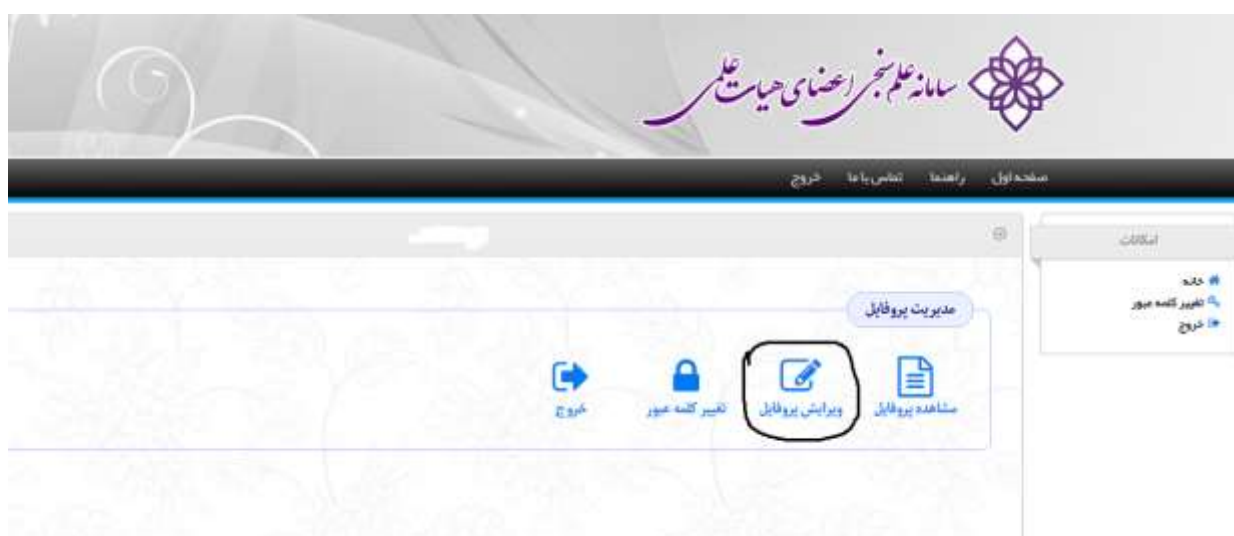 سامانه علم سنجی اعضای هیات علمی
صفحه اول راهنما تماس با ما خروج
امکانات
خانه
تغییر کلمه عبور
خروج
مدیریت پروفایل
مشاهده پروفایل ویرایش پروفایل تغییر کلمه عبور خروج